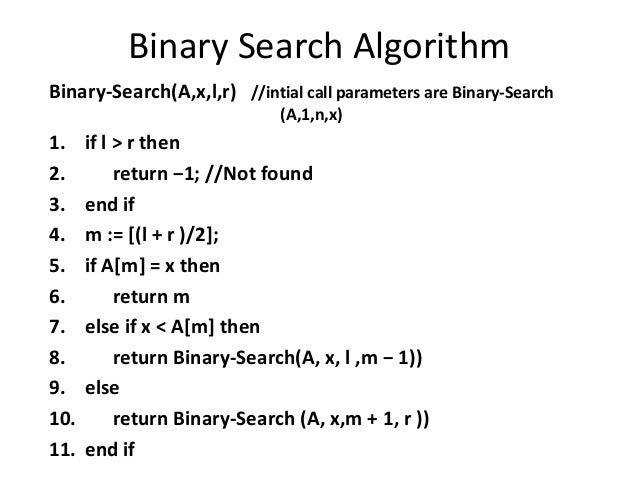 Binary Search Algorithm
Binary-Search(A,x,l,r) //intial call parameters are Binary-Search
(A,1,n,x)
1. if l > r then
2. return −1; //Not found
3. end if
4. m := [(l + r )/2];
5. if A[m] = x then
6. return m
7. else if x < A[m] then
8. return Binary-Search(A, x, l ,m − 1))
9. else
10. return Binary-Search (A, x,m + 1, r ))
11. end if